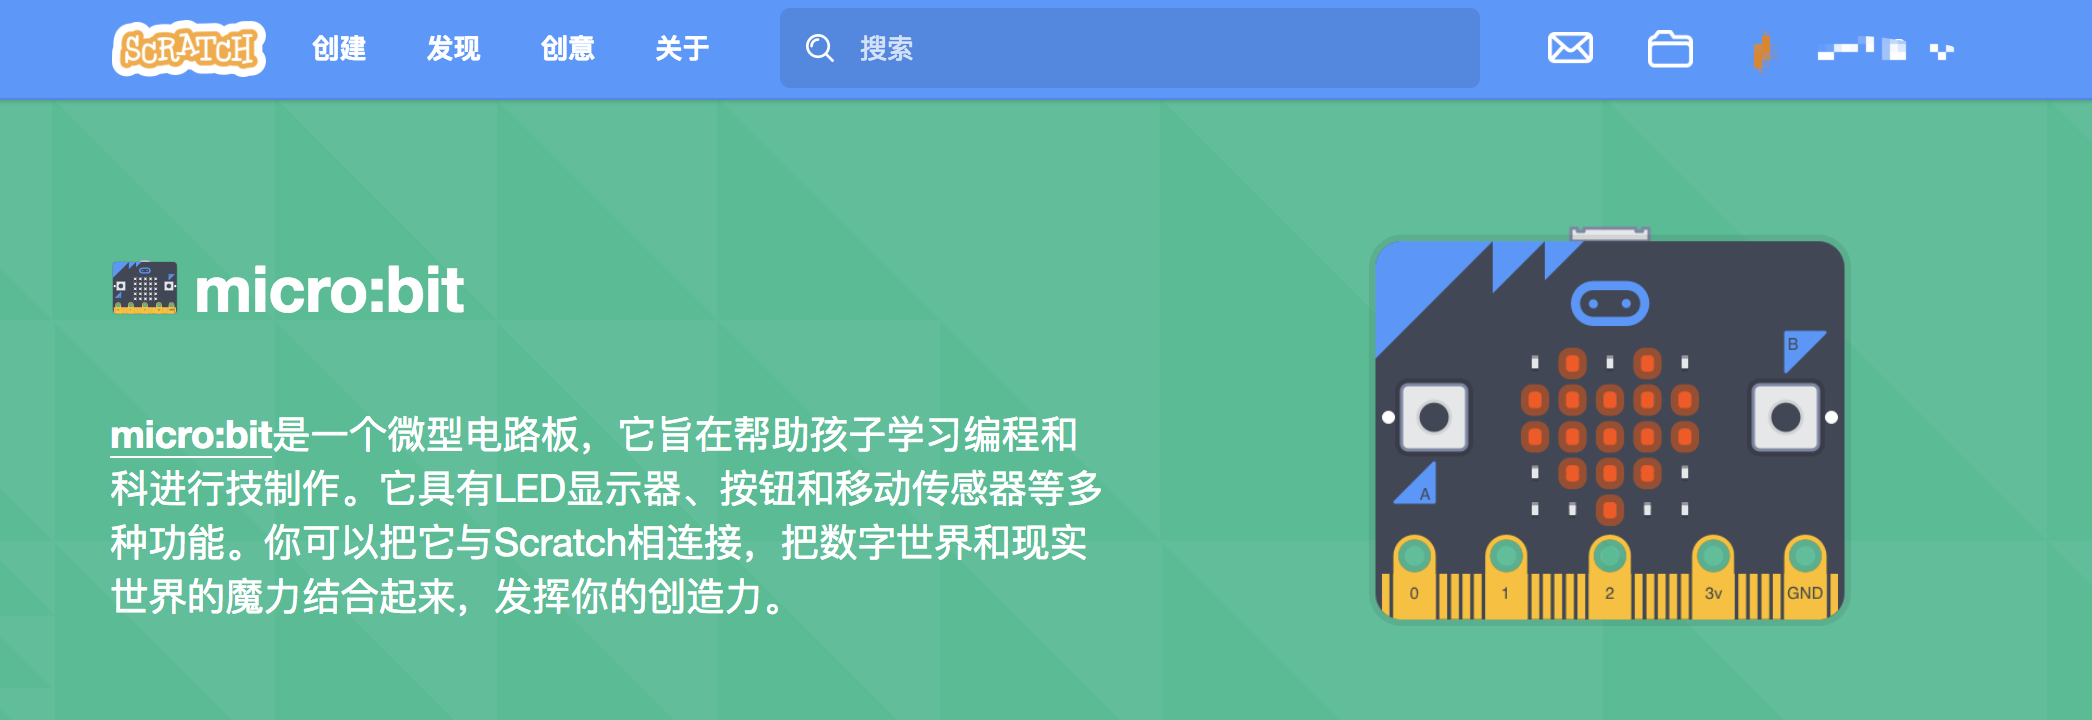 SCRATCH 创建 发现 创意 关于 搜索
micro:bit
micro:bit是一个微型电路板，它旨在帮助孩子学习编程和
科进行技制作。它具有LED显示器、按钮和移动传感器等多
种功能。你可以把它与Scratch相连接，把数字世界和现实
世界的魔力结合起来，发挥你的创造力。
B
A
0 1 2 3v GND